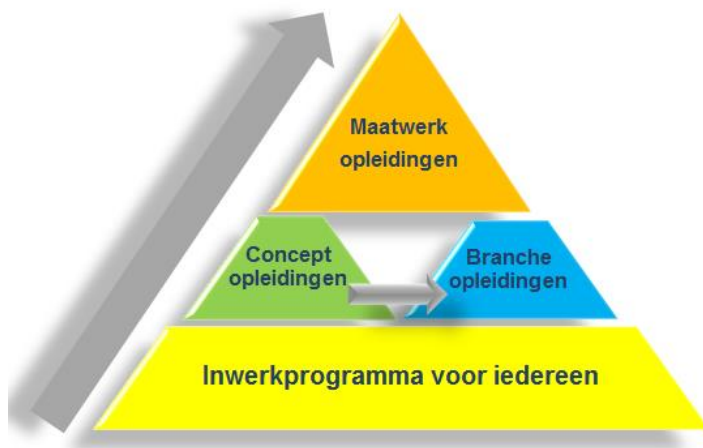 Maatwerk
opleidingen
Concept
opleidingen
Branche
opleidingen
Inwerkprogramma voor iedereen